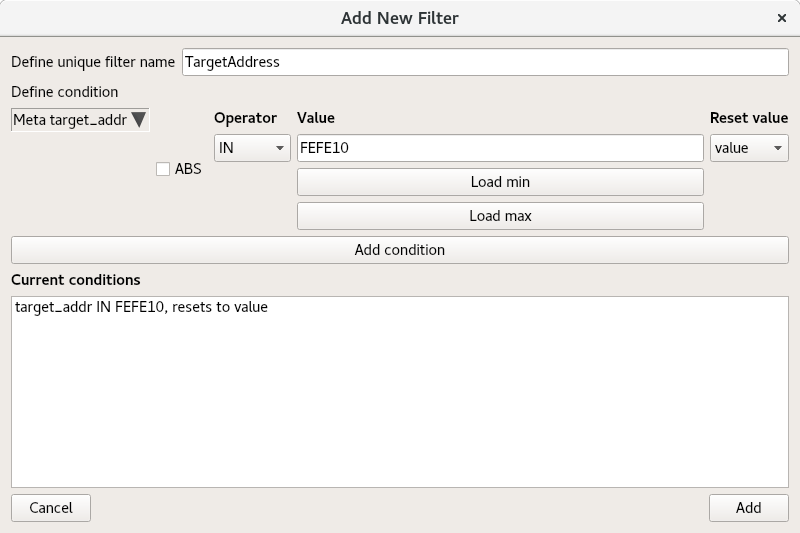 Add New Filter ×
Define unique filter name TargetAddress
Define condition
Meta target_addr Operator Value Reset value
IN FEFE10 value
ABS
Load min
Load max
Add condition
Current conditions
target_addr IN FEFE10, resets to value
Cancel Add